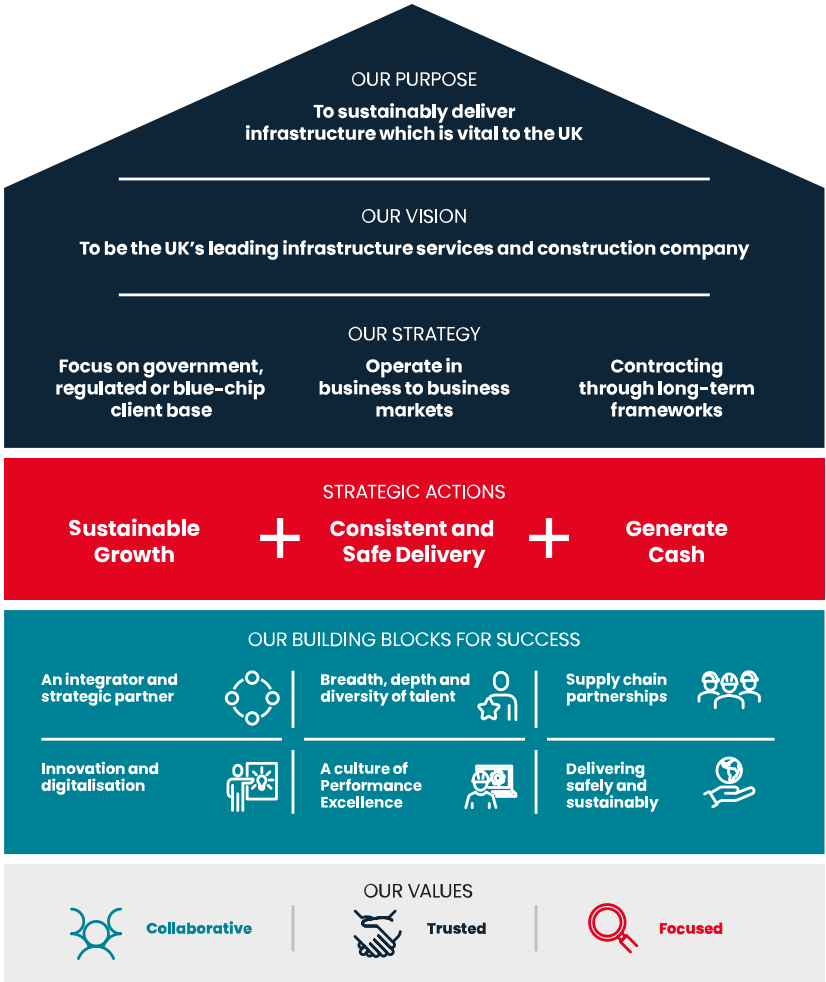 OUR PURPOSE
To sustainably deliver
infrastructure which is vital to the UK
OUR VISION
To be the UK's leading infrastructure services and construction company
OUR STRATEGY
Focus on government,
regulated or blue-chip
client base
Operate in
business to business
markets
Contracting
through long-term
frameworks
STRATEGIC ACTIONS
Sustainable
Growth
+
Consistent and
Safe Delivery
+
Generate
Cash
OUR BUILDING BLOCKS FOR SUCCESS
An integrator and
strategic partner
Breadth, depth and
diversity of talent
Supply chain
partnerships
Innovation and
digitalisation
A culture of
Performance
Excellence
Delivering
safely and
sustainably
OUR VALUES
Collaborative
Trusted
Focused